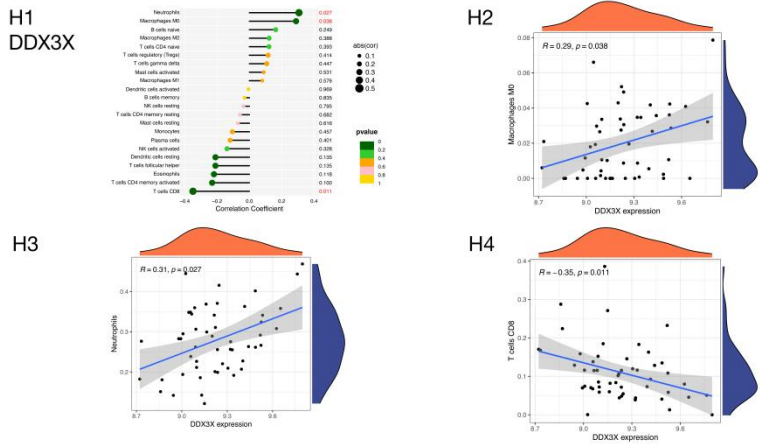 H1
DDX3X
Neutrophils 0.027
Macrophages M0 0.038
B cells naive 0.249
Macrophages M2 0.388
T cells CD4 naive 0.393
T cells regulatory (Tregs) 0.414
T cells gamma delta 0.447
Mast cells activated 0.531
Macrophages M1 0.576
Dendritic cells activated 0.969
B cells memory 0.835
NK cells resting 0.755
T cells CD4 memory resting 0.682
Mast cells resting 0.616
Monocytes 0.457
Plasma cells 0.401
NK cells activated 0.328
Dendritic cells resting 0.135
T cells follicular helper 0.135
Eosinophils 0.118
T cells CD4 memory activated 0.100
T cells CD8 0.011
−0.4 −0.2 0.0 0.2 0.4
Correlation Coefficient
abs(cor)
0.1
0.2
0.3
0.4
0.5
pvalue
0
0.2
0.4
0.6
0.8
1
H2
R = 0.29, p = 0.038
Macrophages M0
0.08
0.06
0.04
0.02
0.00
8.7 9.0 9.3 9.6
DDX3X expression
H3
R = 0.31, p = 0.027
Neutrophils
0.4
0.3
0.2
8.7 9.0 9.3 9.6
DDX3X expression
H4
R = −0.35, p = 0.011
T cells CD8
0.4
0.3
0.2
0.1
0.0
8.7 9.0 9.3 9.6
DDX3X expression